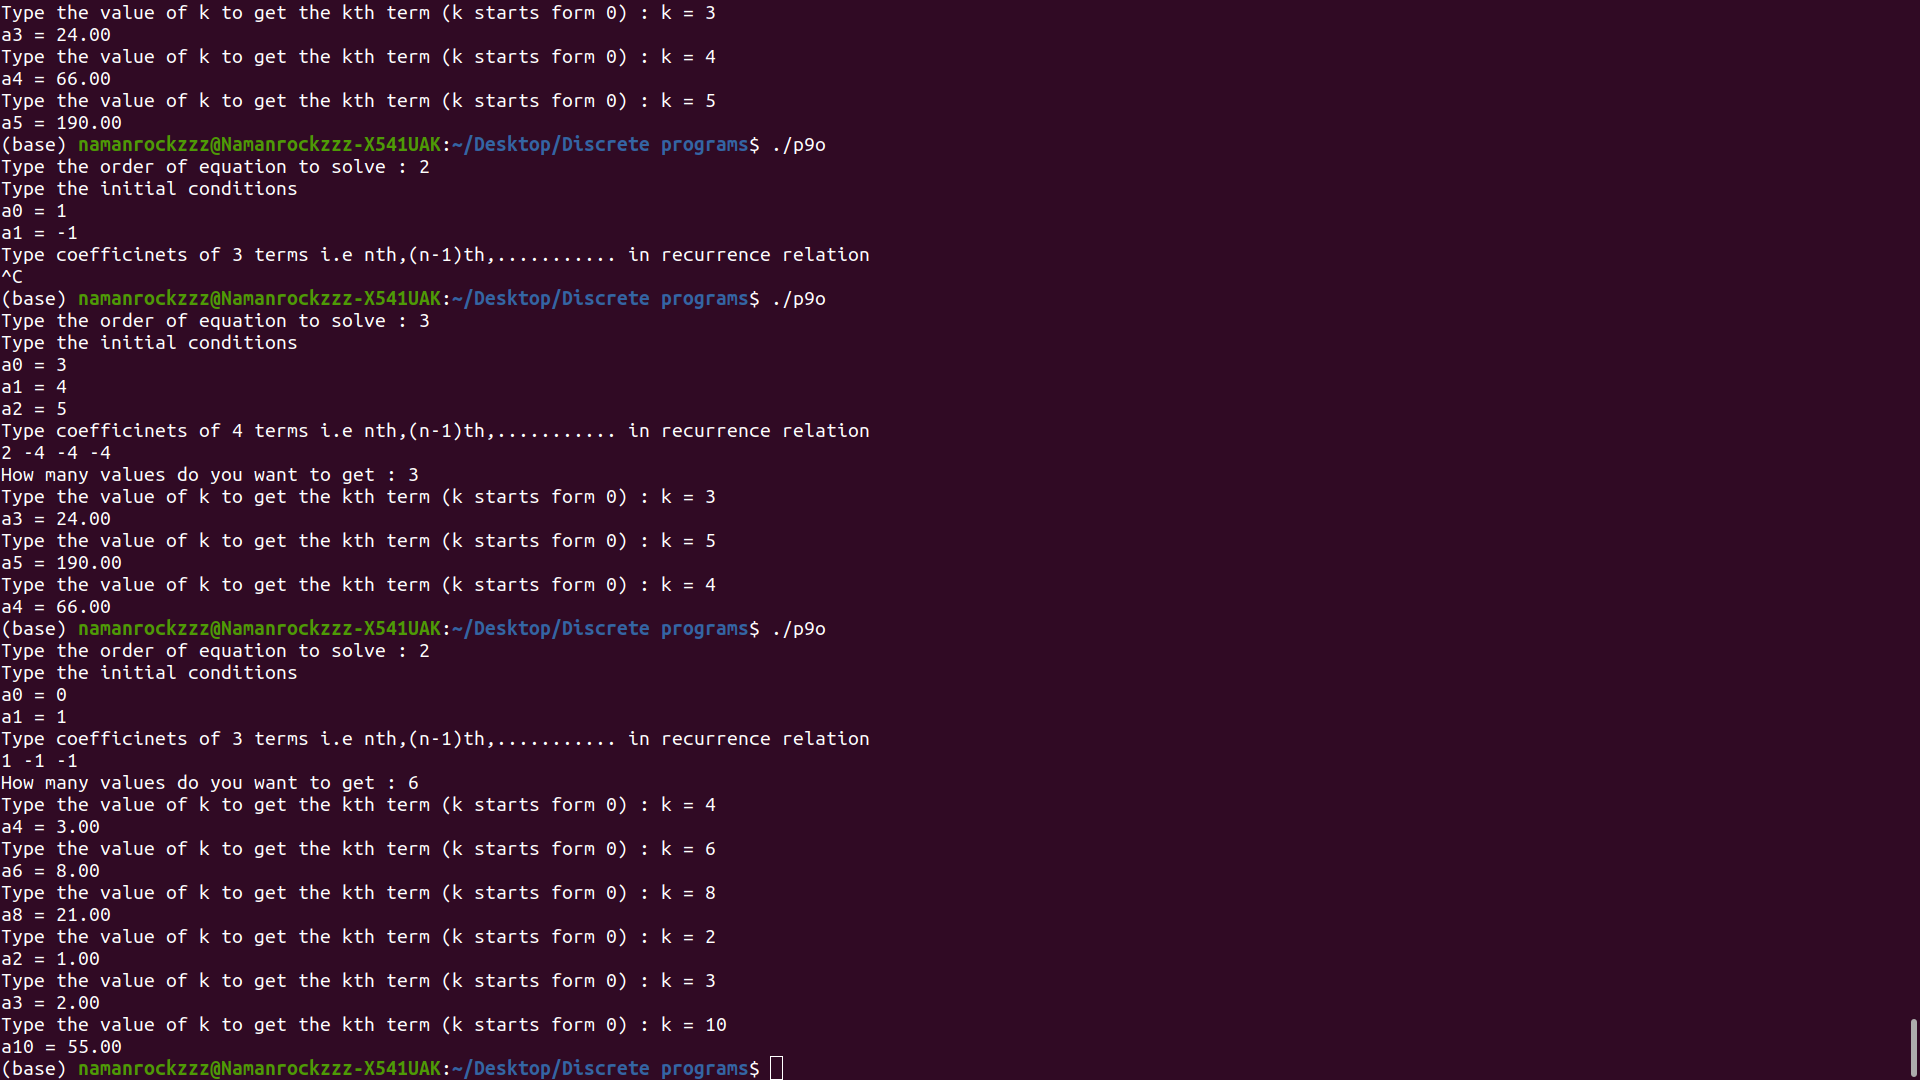 Type the value of k to get the kth term (k starts form 0) : k = 3
a3 = 24.00
Type the value of k to get the kth term (k starts form 0) : k = 4
a4 = 66.00
Type the value of k to get the kth term (k starts form 0) : k = 5
a5 = 190.00
(base) namanrockzzz@Namanrockzzz-X541UAK:~/Desktop/Discrete programs$ ./p9o
Type the order of equation to solve : 2
Type the initial conditions
a0 = 1
a1 = -1
Type coefficinets of 3 terms i.e nth,(n-1)th,........... in recurrence relation
^C
(base) namanrockzzz@Namanrockzzz-X541UAK:~/Desktop/Discrete programs$ ./p9o
Type the order of equation to solve : 3
Type the initial conditions
a0 = 3
a1 = 4
a2 = 5
Type coefficinets of 4 terms i.e nth,(n-1)th,........... in recurrence relation
2 -4 -4 -4
How many values do you want to get : 3
Type the value of k to get the kth term (k starts form 0) : k = 3
a3 = 24.00
Type the value of k to get the kth term (k starts form 0) : k = 5
a5 = 190.00
Type the value of k to get the kth term (k starts form 0) : k = 4
a4 = 66.00
(base) namanrockzzz@Namanrockzzz-X541UAK:~/Desktop/Discrete programs$ ./p9o
Type the order of equation to solve : 2
Type the initial conditions
a0 = 0
a1 = 1
Type coefficinets of 3 terms i.e nth,(n-1)th,........... in recurrence relation
1 -1 -1
How many values do you want to get : 6
Type the value of k to get the kth term (k starts form 0) : k = 4
a4 = 3.00
Type the value of k to get the kth term (k starts form 0) : k = 6
a6 = 8.00
Type the value of k to get the kth term (k starts form 0) : k = 8
a8 = 21.00
Type the value of k to get the kth term (k starts form 0) : k = 2
a2 = 1.00
Type the value of k to get the kth term (k starts form 0) : k = 3
a3 = 2.00
Type the value of k to get the kth term (k starts form 0) : k = 10
a10 = 55.00
(base) namanrockzzz@Namanrockzzz-X541UAK:~/Desktop/Discrete programs$